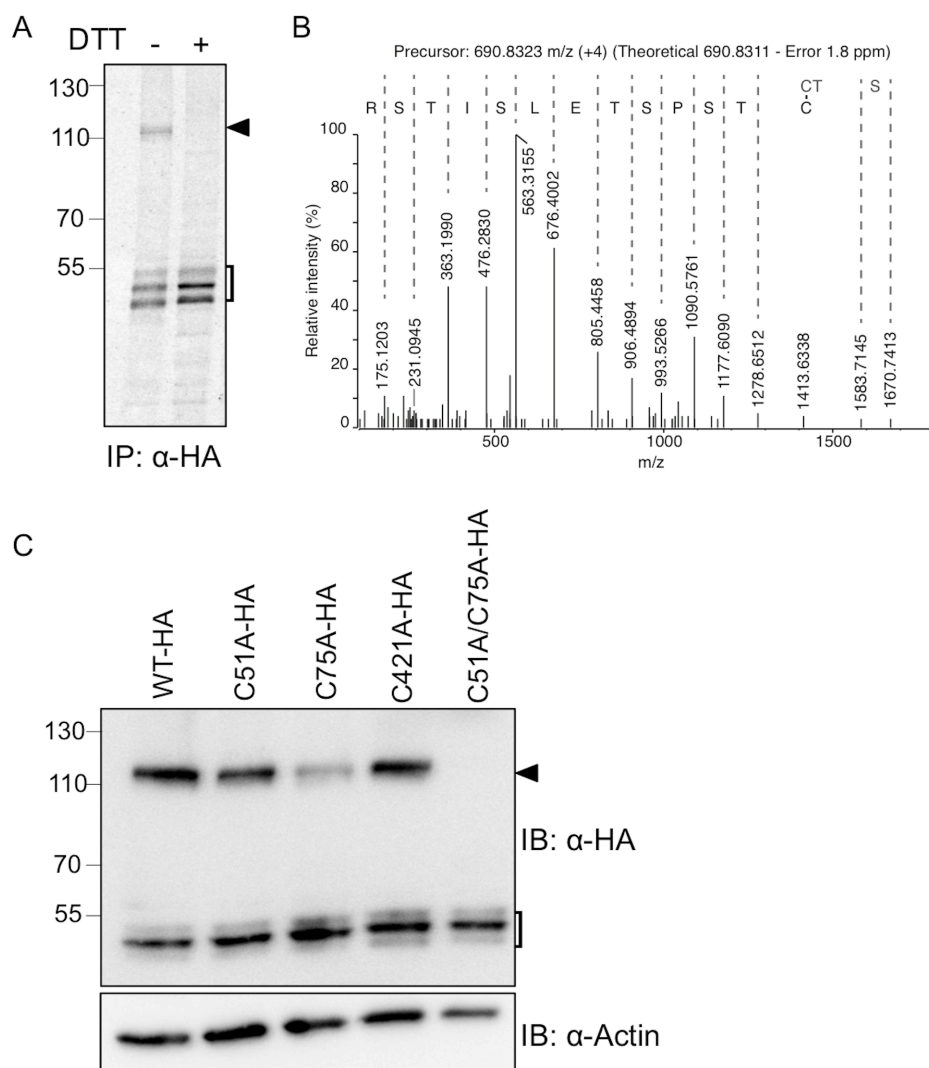 A
DTT - +
130
110
70
55
IP: α-HA
B
Precursor: 690.8323 m/z (+4) (Theoretical 690.8311 - Error 1.8 ppm)
CT S
R S T I S L E T S P S T C
Relative intensity (%)
100
80
60
40
20
0
175.1203
231.0945
363.1990
476.2830
563.3155
676.4002
805.4458
906.4894
993.5266
1090.5761
1177.6090
1278.6512
1413.6338
1583.7145
1670.7413
500 1000 1500
m/z
C
WT-HA
C51A-HA
C75A-HA
C421A-HA
C51A/C75A-HA
130
110
70
55
IB: α-HA
IB: α-Actin